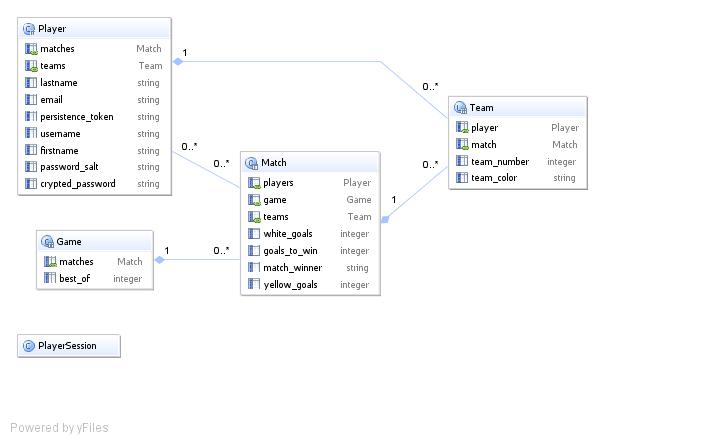 Player
matches Match
teams Team
lastname string
email string
persistence_token string
username string
firstname string
password_salt string
crypted_password string
1
0..*
Team
player Player
match Match
team_number integer
team_color string
0..*
0..*
0..*
1
Match
players Player
game Game
teams Team
white_goals integer
goals_to_win integer
match_winner string
yellow_goals integer
Game
matches Match
best_of integer
1
0..*
PlayerSession
Powered by yFiles